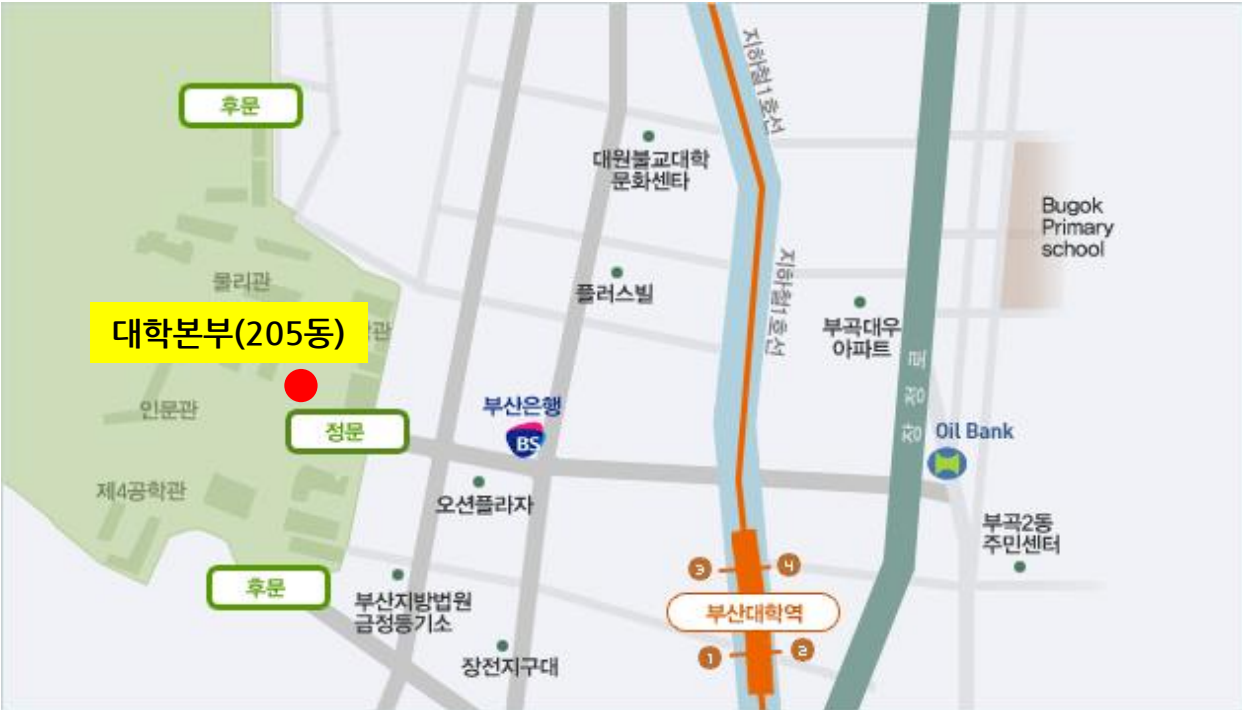 지하철1호선
후문
대원불교대학
문화센타
Bugok
Primary
school
물리관
지하철1호선
플러스빌
대학본부(205동)
관
부곡대우
아파트
장 정 로
인문관
정문
부산은행
BS
Oil Bank
제4공학관
오션플라자
부곡2동
주민센터
3
4
후문
부산지방법원
금정등기소
부산대학역
장전지구대
1
2